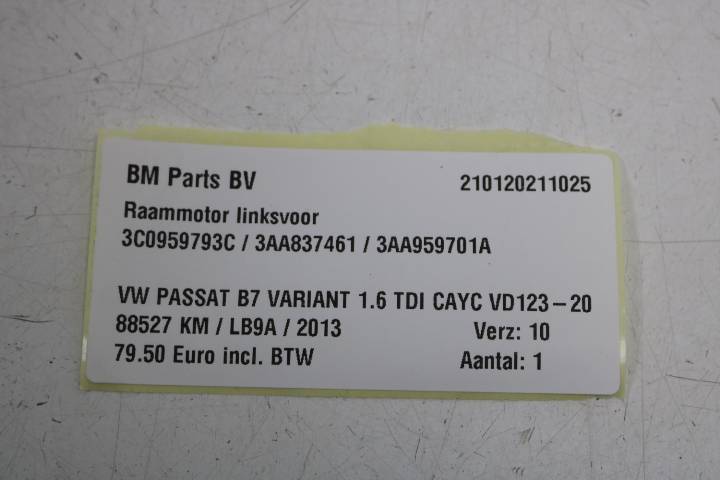 BM Parts BV 210120211025
Raammotor linksvoor
3C0959793C / 3AA837461 / 3AA959701A
VW PASSAT B7 VARIANT 1.6 TDI CAYC VD123-20
88527 KM / LB9A / 2013 Verz: 10
79.50 Euro incl. BTW Aantal: 1